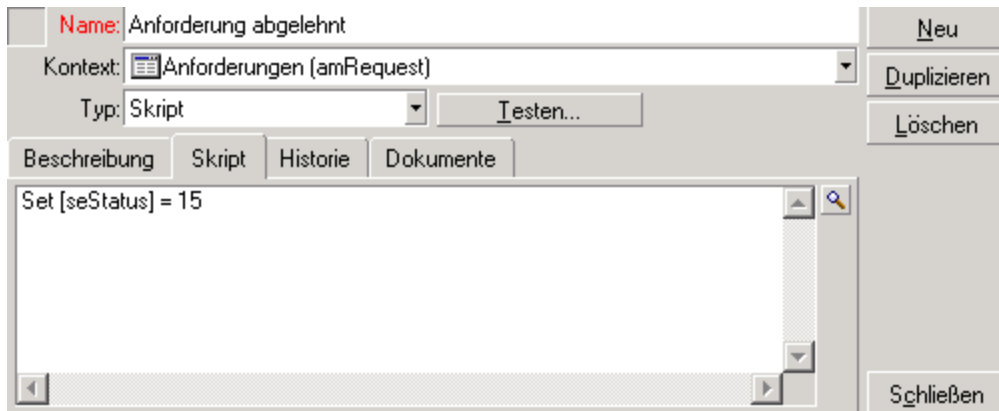 Name: Anforderung abgelehnt
Neu
Kontext: Anforderungen (amRequest)
Duplizieren
Typ: Skript
Testen...
Löschen
Beschreibung Skript Historie Dokumente
Set [seStatus] = 15
Schließen